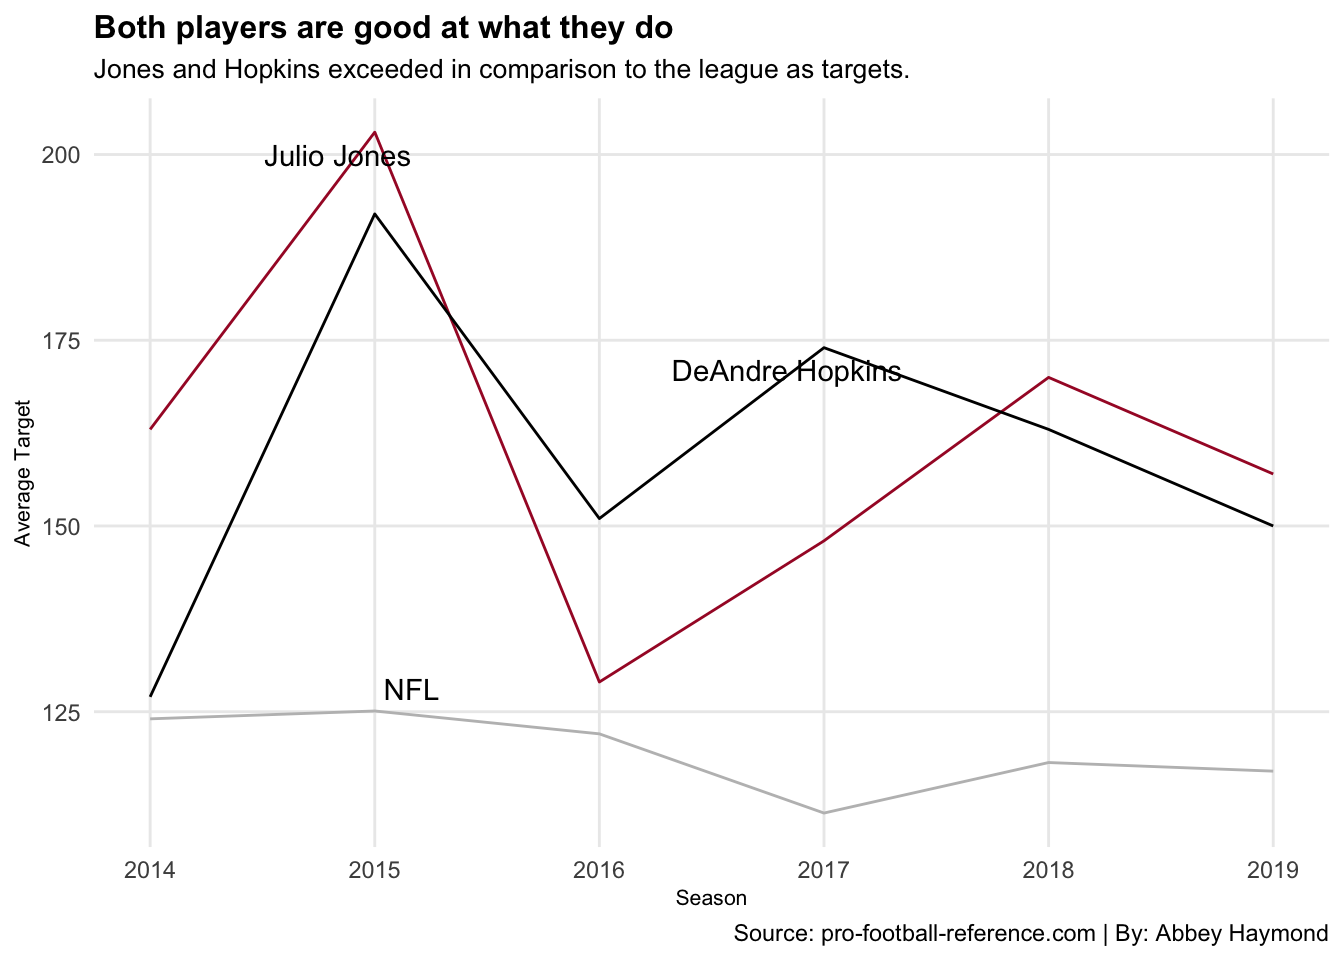 Both players are good at what they do
Jones and Hopkins exceeded in comparison to the league as targets.
200
175
150
125
Average Target
Julio Jones
DeAndre Hopkins
NFL
2014 2015 2016 2017 2018 2019
Season
Source: pro-football-reference.com | By: Abbey Haymond